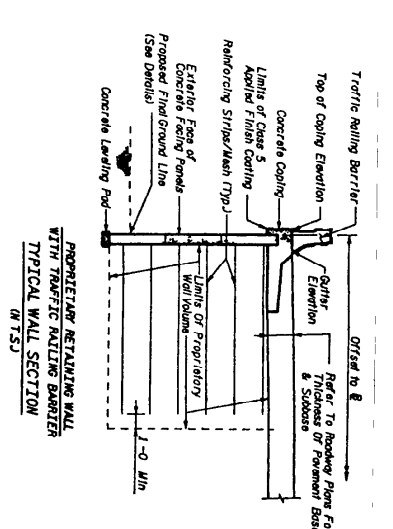 Traffic Railing Barrier
Top of Coping Elevation
Concrete Coping
Limits of Class 5
Applied Finish Coating
Reinforcing Strips/Mesh (Typ.)
Exterior Face of
Concrete Facing Panels
Proposed Final Ground Line
(See Details)
Concrete Leveling Pad
Offset to ℄
Gutter
Elevation
Refer To Roadway Plans Fo
Thickness Of Pavement Bas
& Subbase
Limits Of Proprietary
Wall Volume
1-0 Min
PROPRIETARY RETAINING WALL
WITH TRAFFIC RAILING BARRIER
TYPICAL WALL SECTION
(N.T.S.)